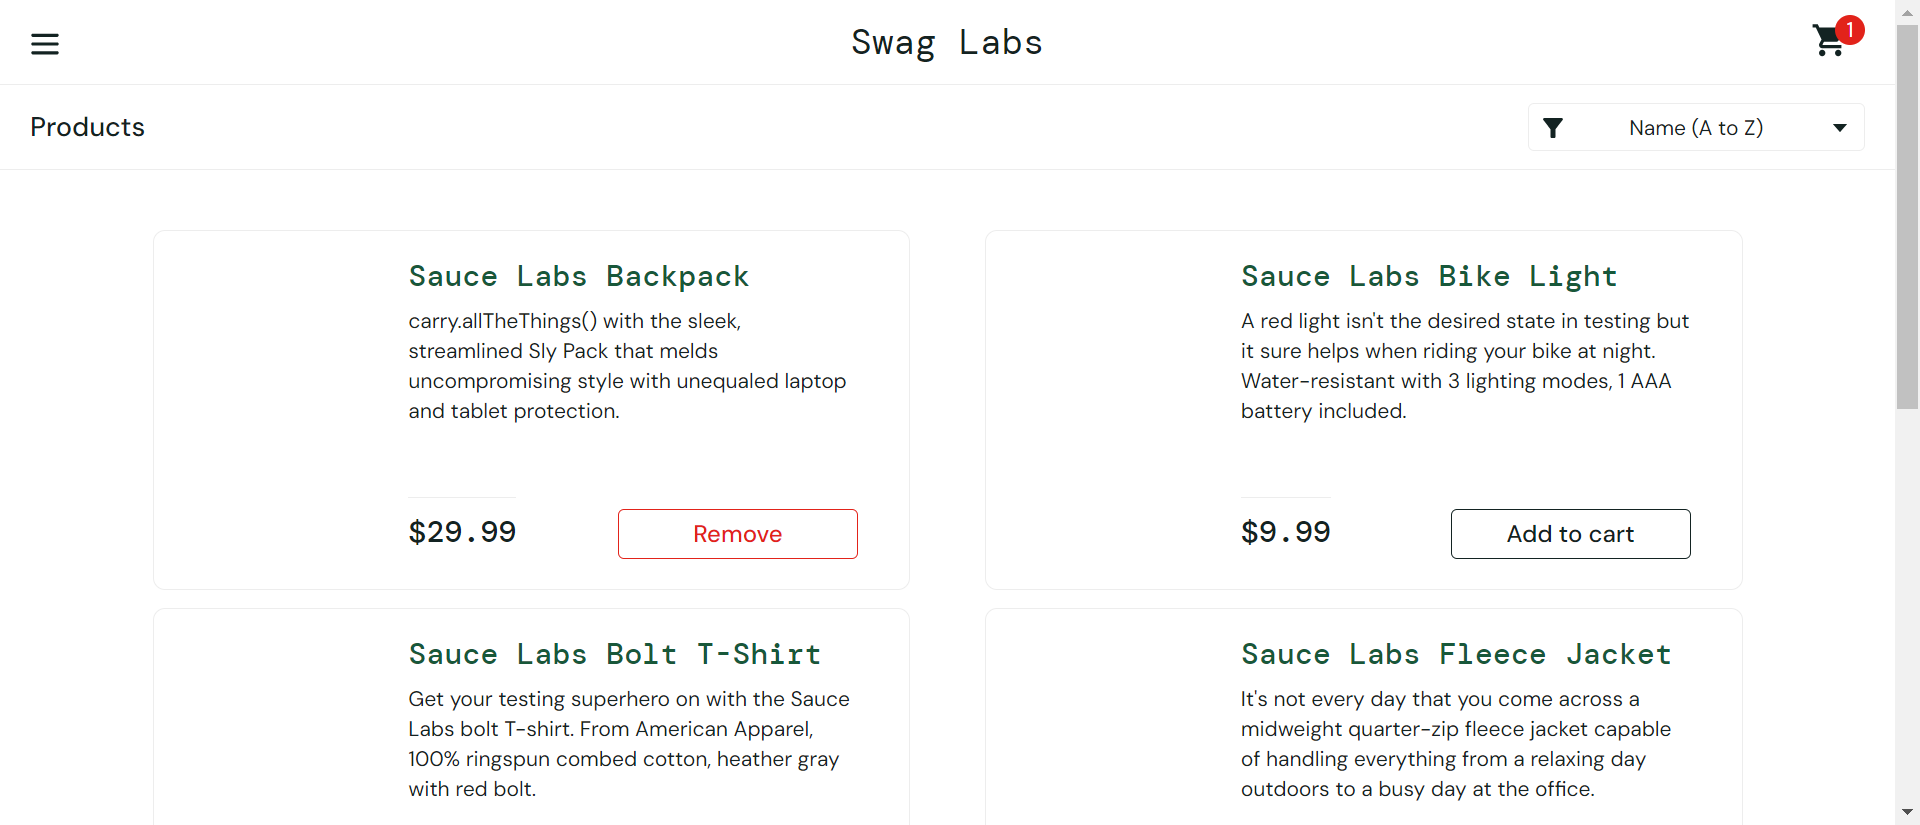 Swag Labs
1
Products
Name (A to Z)
Sauce Labs Backpack
carry.allTheThings() with the sleek,
streamlined Sly Pack that melds
uncompromising style with unequaled laptop
and tablet protection.
$29.99
Remove
Sauce Labs Bike Light
A red light isn't the desired state in testing but
it sure helps when riding your bike at night.
Water-resistant with 3 lighting modes, 1 AAA
battery included.
$9.99
Add to cart
Sauce Labs Bolt T-Shirt
Get your testing superhero on with the Sauce
Labs bolt T-shirt. From American Apparel,
100% ringspun combed cotton, heather gray
with red bolt.
Sauce Labs Fleece Jacket
It's not every day that you come across a
midweight quarter-zip fleece jacket capable
of handling everything from a relaxing day
outdoors to a busy day at the office.